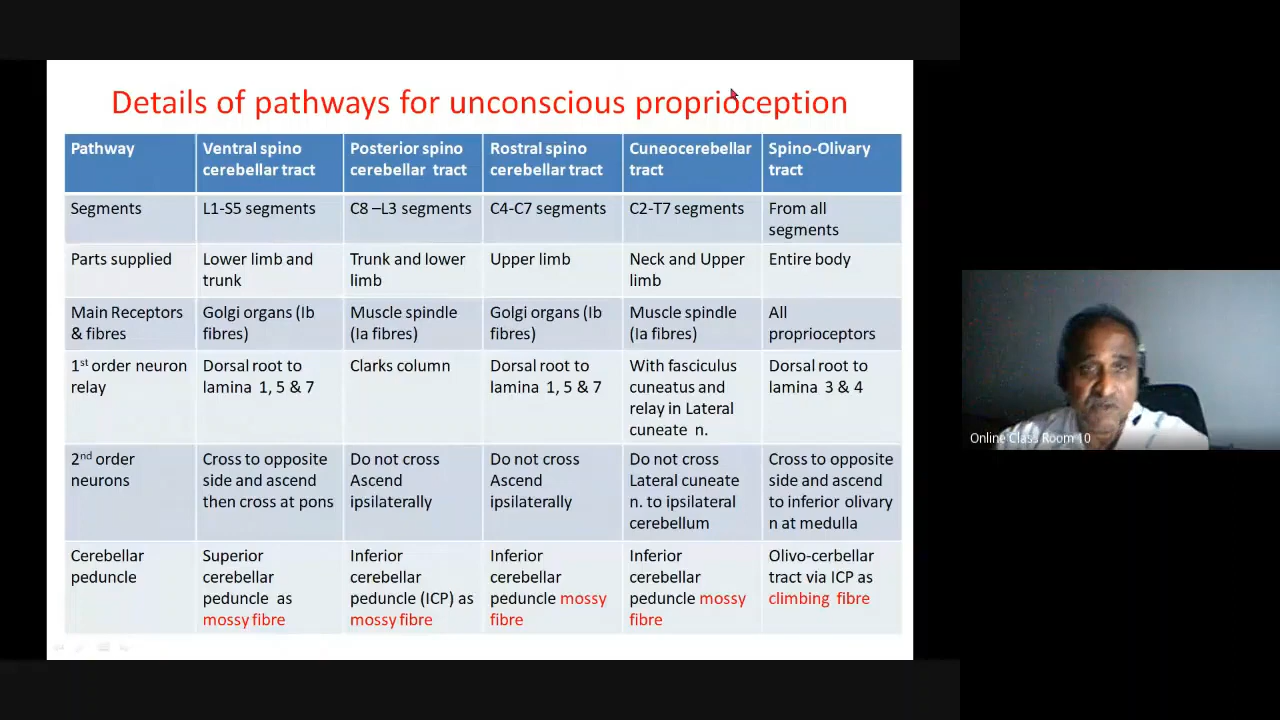 Details of pathways for unconscious proprioception
Pathway
Ventral spino
cerebellar tract
Posterior spino
cerebellar tract
Rostral spino
cerebellar tract
Cuneocerebellar
tract
Spino-Olivary
tract
Segments
L1-S5 segments
C8 –L3 segments
C4-C7 segments
C2-T7 segments
From all
segments
Parts supplied
Lower limb and
trunk
Trunk and lower
limb
Upper limb
Neck and Upper
limb
Entire body
Main Receptors
& fibres
Golgi organs (Ib
fibres)
Muscle spindle
(Ia fibres)
Golgi organs (Ib
fibres)
Muscle spindle
(Ia fibres)
All
proprioceptors
1st order neuron
relay
Dorsal root to
lamina 1, 5 & 7
Clarks column
Dorsal root to
lamina 1, 5 & 7
With fasciculus
cuneatus and
relay in Lateral
cuneate n.
Dorsal root to
lamina 3 & 4
2nd order
neurons
Cross to opposite
side and ascend
then cross at pons
Do not cross
Ascend
ipsilaterally
Do not cross
Ascend
ipsilaterally
Do not cross
Lateral cuneate
n. to ipsilateral
cerebellum
Cross to opposite
side and ascend
to inferior olivary
n at medulla
Cerebellar
peduncle
Superior
cerebellar
peduncle as
mossy fibre
Inferior
cerebellar
peduncle (ICP) as
mossy fibre
Inferior
cerebellar
peduncle mossy
fibre
Inferior
cerebellar
peduncle mossy
fibre
Olivo-cerbellar
tract via ICP as
climbing fibre
Online Class Room 10